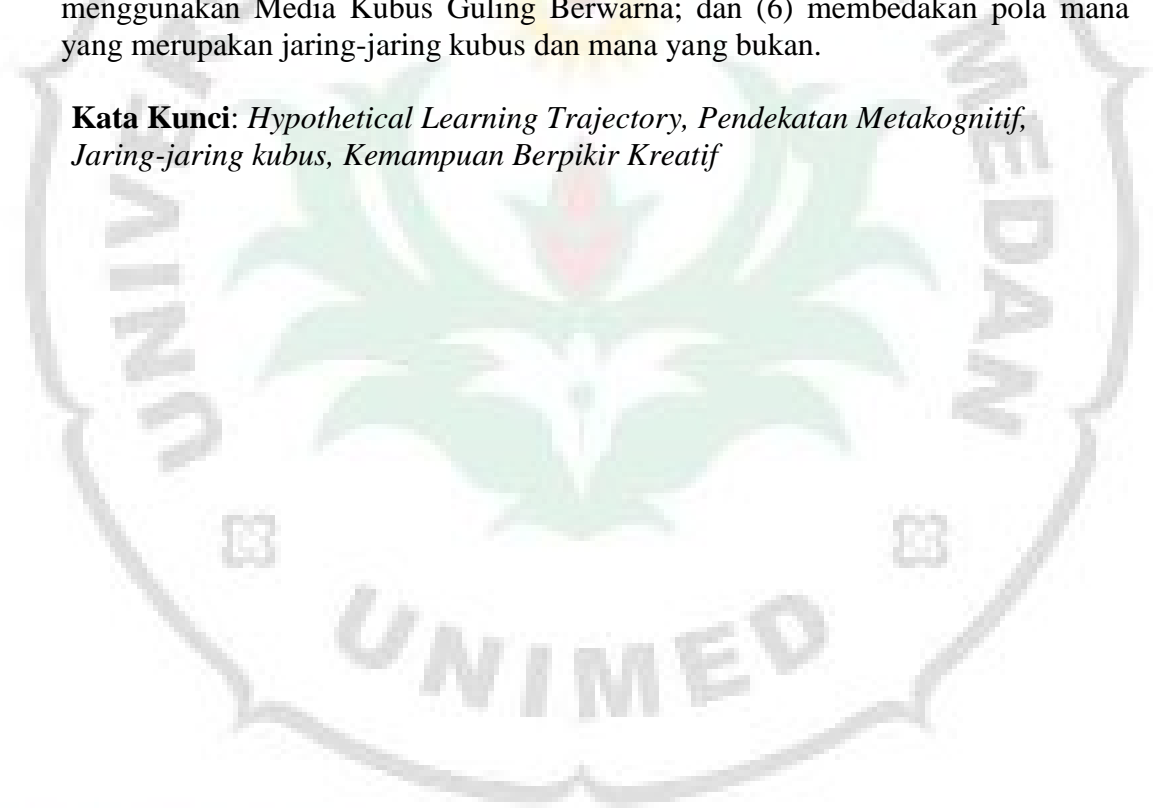 menggunakan Media Kubus Guling Berwarna; dan (6) membedakan pola mana
yang merupakan jaring-jaring kubus dan mana yang bukan.
Kata Kunci: Hypothetical Learning Trajectory, Pendekatan Metakognitif,
Jaring-jaring kubus, Kemampuan Berpikir Kreatif
MEDAN
UNIMED